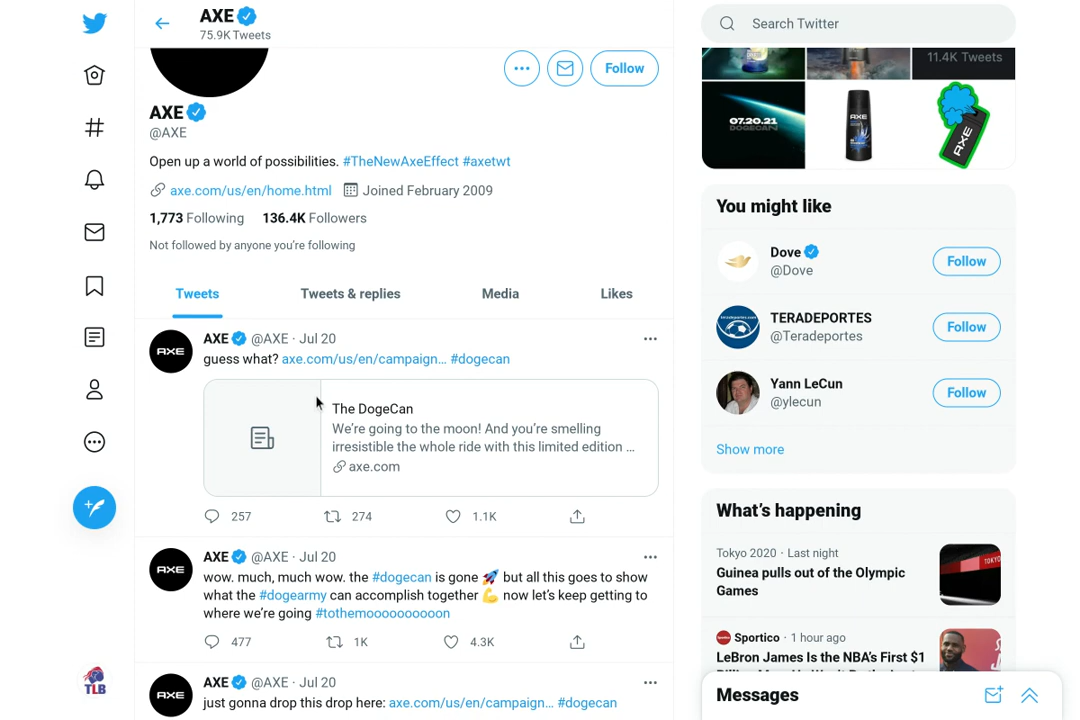 AXE
75.9K Tweets
Follow
AXE
@AXE
Open up a world of possibilities. #TheNewAxeEffect #axetwt
axe.com/us/en/home.html Joined February 2009
1,773 Following 136.4K Followers
Not followed by anyone you're following
Tweets Tweets & replies Media Likes
AXE
AXE @AXE · Jul 20
guess what? axe.com/us/en/campaign... #dogecan
The DogeCan
We're going to the moon! And you're smelling
irresistible the whole ride with this limited edition ...
axe.com
257 274 1.1K
AXE
AXE @AXE · Jul 20
wow. much, much wow. the #dogecan is gone 🚀 but all this goes to show
what the #dogearmy can accomplish together 💪 now let's keep getting to
where we're going #tothemoooooooooon
477 1K 4.3K
AXE
AXE @AXE · Jul 20
just gonna drop this drop here: axe.com/us/en/campaign... #dogecan
TLB
Search Twitter
11.4K Tweets
07.20.21
DOGECAN
AXE
AXE
You might like
Dove
@Dove
Follow
TERADEPORTES
@Teradeportes
Follow
Yann LeCun
@ylecun
Follow
Show more
What's happening
Tokyo 2020 · Last night
Guinea pulls out of the Olympic
Games
TOKYO
Sportico · 1 hour ago
LeBron James Is the NBA's First $1
Messages